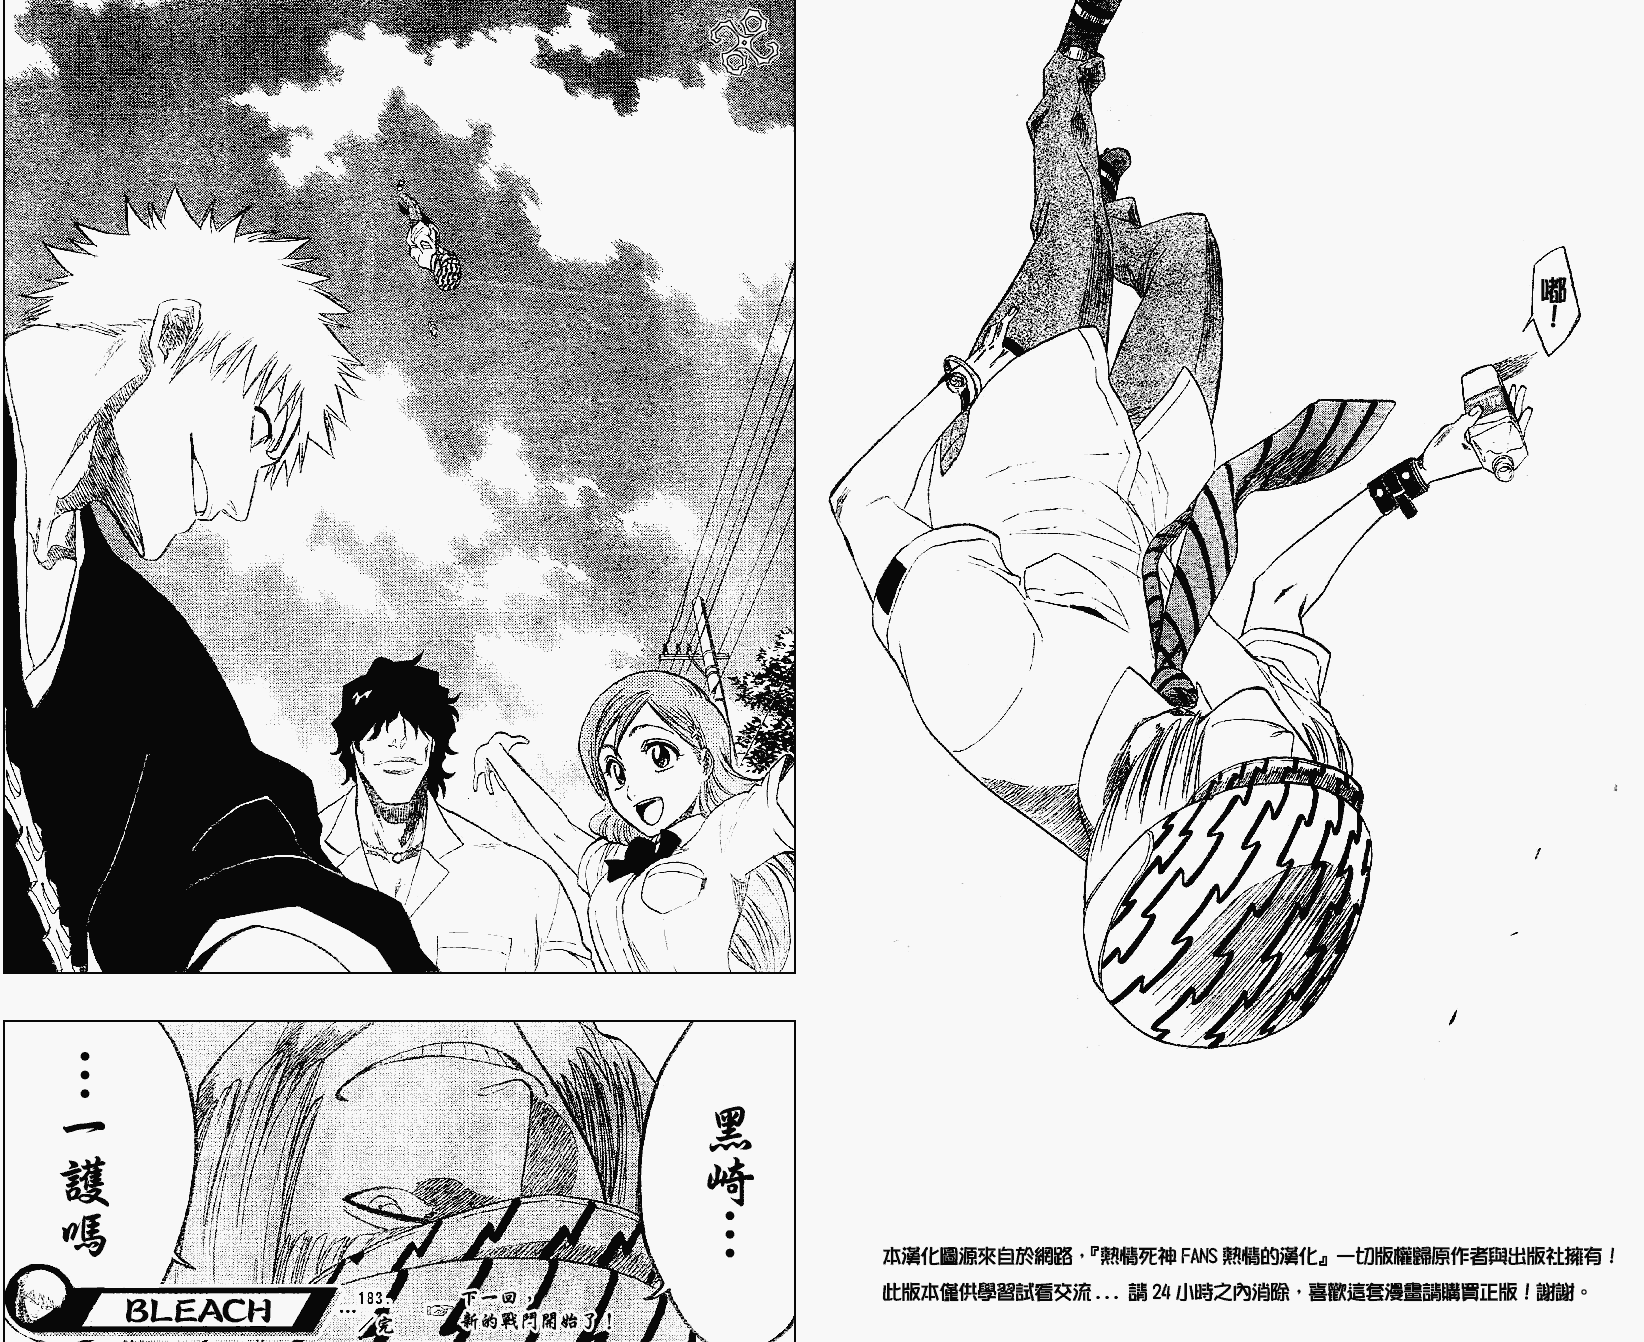 嘟！
黑崎…
…一護嗎
BLEACH
…183.／完
下一回，
新的戰鬥開始了！
本漢化圖源來自於網路，『熱情死神 FANS 熱情的漢化』一切版權歸原作者與出版社擁有！
此版本僅供學習試看交流... 請 24 小時之內消除，喜歡這套漫畫請購買正版！謝謝。